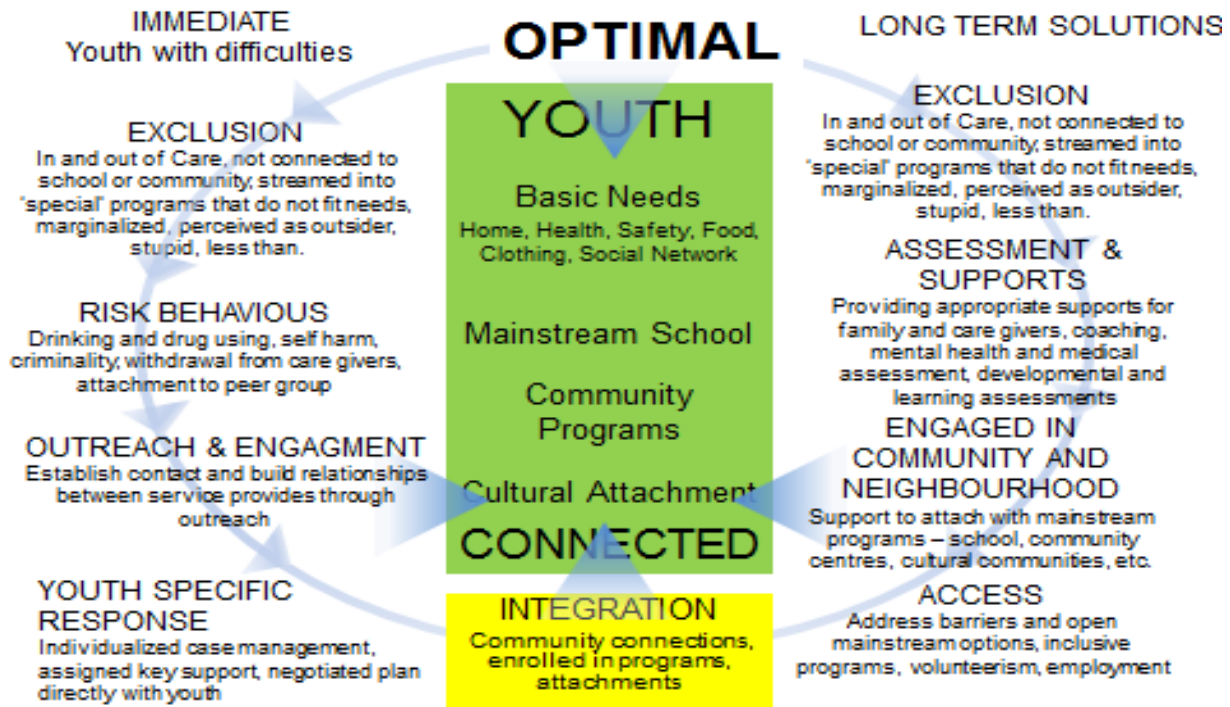 IMMEDIATE
Youth with difficulties
EXCLUSION
In and out of Care, not connected to
school or community, streamed into
'special' programs that do not fit needs,
marginalized, perceived as outsider,
stupid, less than.
RISK BEHAVIOUS
Drinking and drug using, self harm,
criminality, withdrawal from care givers,
attachment to peer group
OUTREACH & ENGAGMENT
Establish contact and build relationships
between service provides through
outreach
YOUTH SPECIFIC
RESPONSE
Individualized case management,
assigned key support, negotiated plan
directly with youth
OPTIMAL
YOUTH
Basic Needs
Home, Health, Safety, Food,
Clothing, Social Network
Mainstream School
Community
Programs
Cultural Attachment
CONNECTED
INTEGRATION
Community connections,
enrolled in programs,
attachments
LONG TERM SOLUTIONS
EXCLUSION
In and out of Care, not connected to
school or community, streamed into
'special' programs that do not fit needs,
marginalized, perceived as outsider,
stupid, less than.
ASSESSMENT &
SUPPORTS
Providing appropriate supports for
family and care givers, coaching,
mental health and medical
assessment, developmental and
learning assessments
ENGAGED IN
COMMUNITY AND
NEIGHBOURHOOD
Support to attach with mainstream
programs – school, community
centres, cultural communities, etc.
ACCESS
Address barriers and open
mainstream options, inclusive
programs, volunteerism, employment